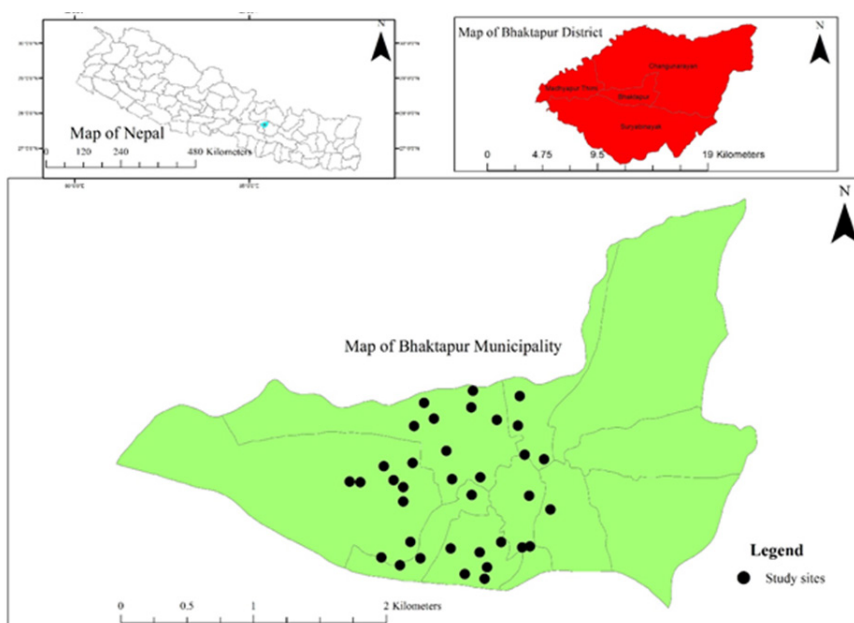 N
Map of Nepal
0 120 240 480 Kilometers
Map of Bhaktapur District
N
Changunarayan
Madhyapur Thimi
Bhaktapur
Suryabinayak
0 4.75 9.5 19 Kilometers
N
Map of Bhaktapur Municipality
Legend
Study sites
0 0.5 1 2 Kilometers